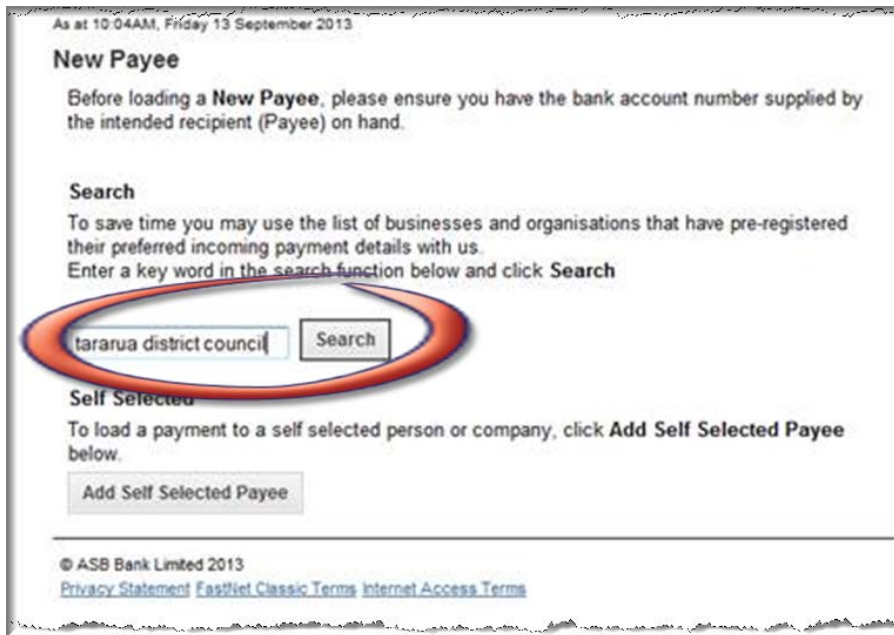 As at 10:04AM, Friday 13 September 2013
New Payee
Before loading a New Payee, please ensure you have the bank account number supplied by
the intended recipient (Payee) on hand.
Search
To save time you may use the list of businesses and organisations that have pre-registered
their preferred incoming payment details with us.
Enter a key word in the search function below and click Search
tararua district council Search
Self Selected
To load a payment to a self selected person or company, click Add Self Selected Payee
below.
Add Self Selected Payee
© ASB Bank Limited 2013
Privacy Statement FastNet Classic Terms Internet Access Terms